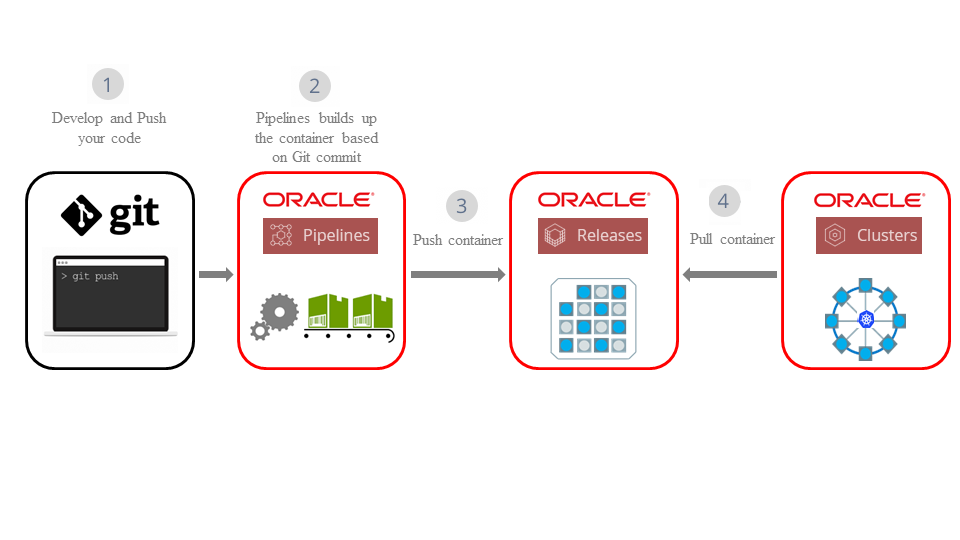 1
Develop and Push
your code
2
Pipelines builds up
the container based
on Git commit
git
> git push
ORACLE®
Pipelines
3
Push container
ORACLE®
Releases
4
Pull container
ORACLE®
Clusters